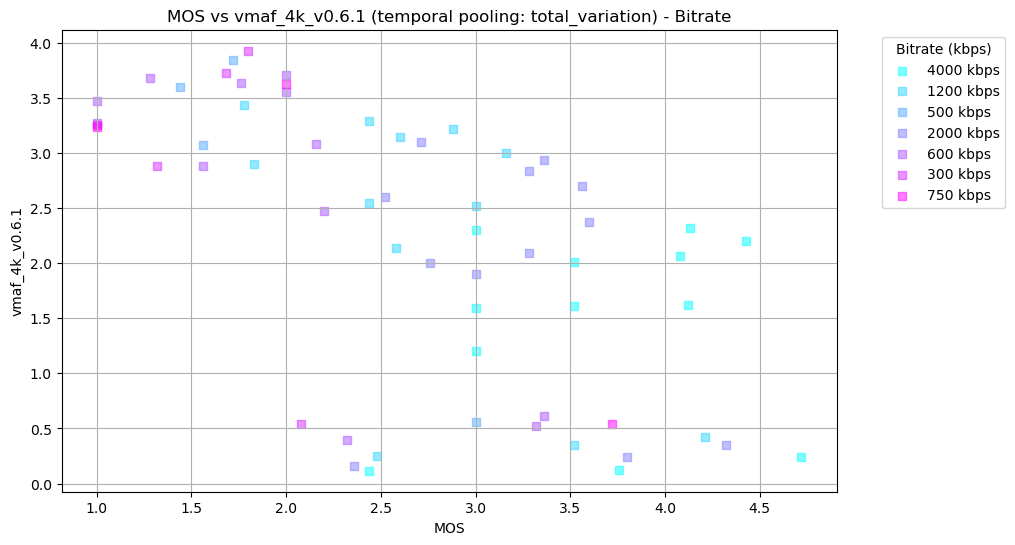 MOS vs vmaf_4k_v0.6.1 (temporal pooling: total_variation) - Bitrate
vmaf_4k_v0.6.1
4.0
3.5
3.0
2.5
2.0
1.5
1.0
0.5
0.0
1.0
1.5
2.0
2.5
3.0
3.5
4.0
4.5
MOS
Bitrate (kbps)
4000 kbps
1200 kbps
500 kbps
2000 kbps
600 kbps
300 kbps
750 kbps